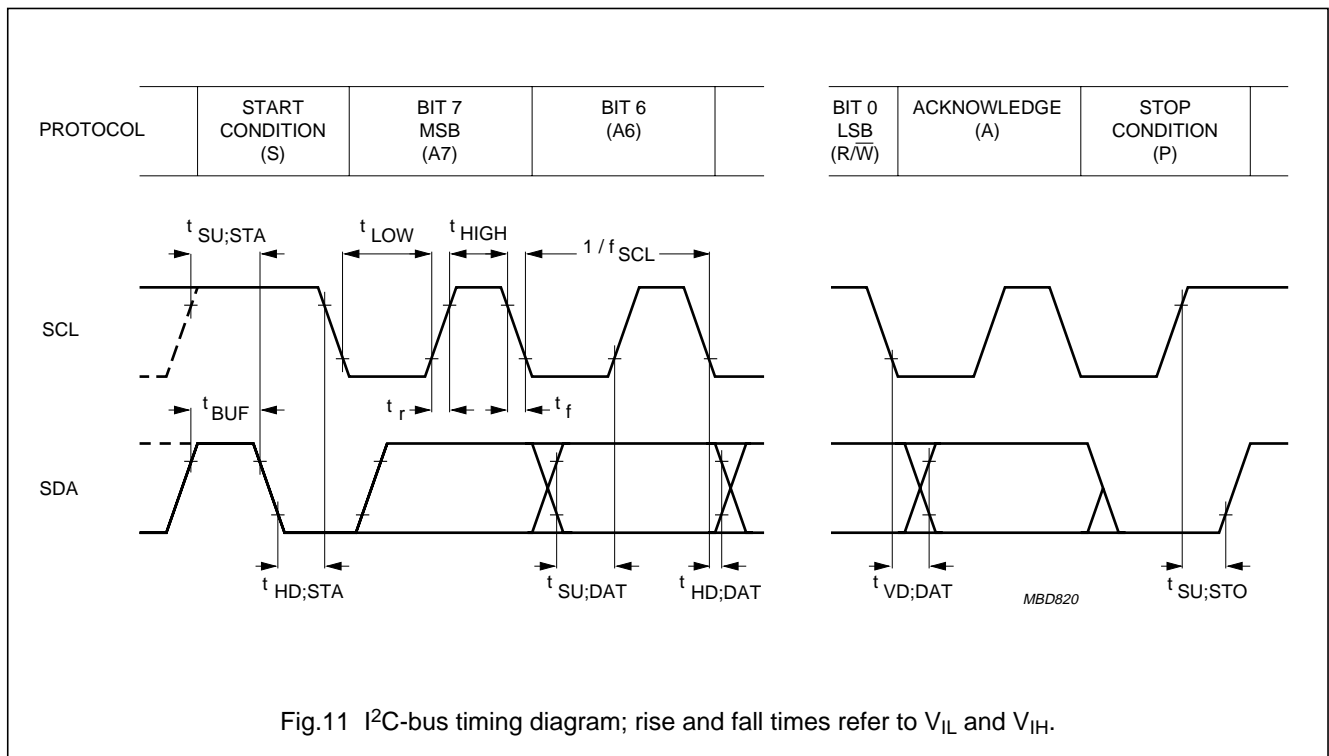 PROTOCOL
START
CONDITION
(S)
BIT 7
MSB
(A7)
BIT 6
(A6)
BIT 0
LSB
(R/W̅)
ACKNOWLEDGE
(A)
STOP
CONDITION
(P)
t SU;STA
t LOW
t HIGH
1 / f SCL
SCL
t BUF
t r
t f
SDA
t HD;STA
t SU;DAT
t HD;DAT
t VD;DAT
MBD820
t SU;STO
Fig.11 I²C-bus timing diagram; rise and fall times refer to V_IL and V_IH.